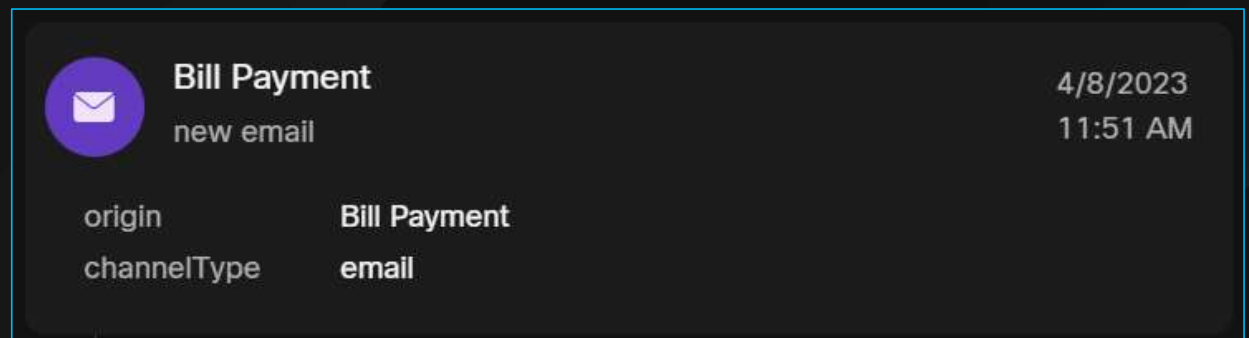 Bill Payment
4/8/2023
new email
11:51 AM
origin Bill Payment
channelType email